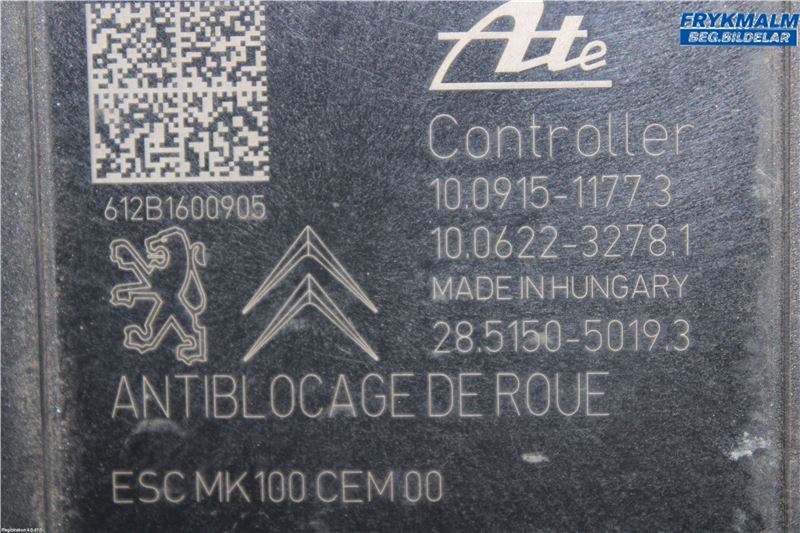 FRYKMALM
BEG.BILDELAR
Ate
Controller
10.0915-1177.3
612B1600905
10.0622-3278.1
MADE IN HUNGARY
28.5150-5019.3
ANTIBLOCAGE DE ROUE
ESC MK100 CEM 00